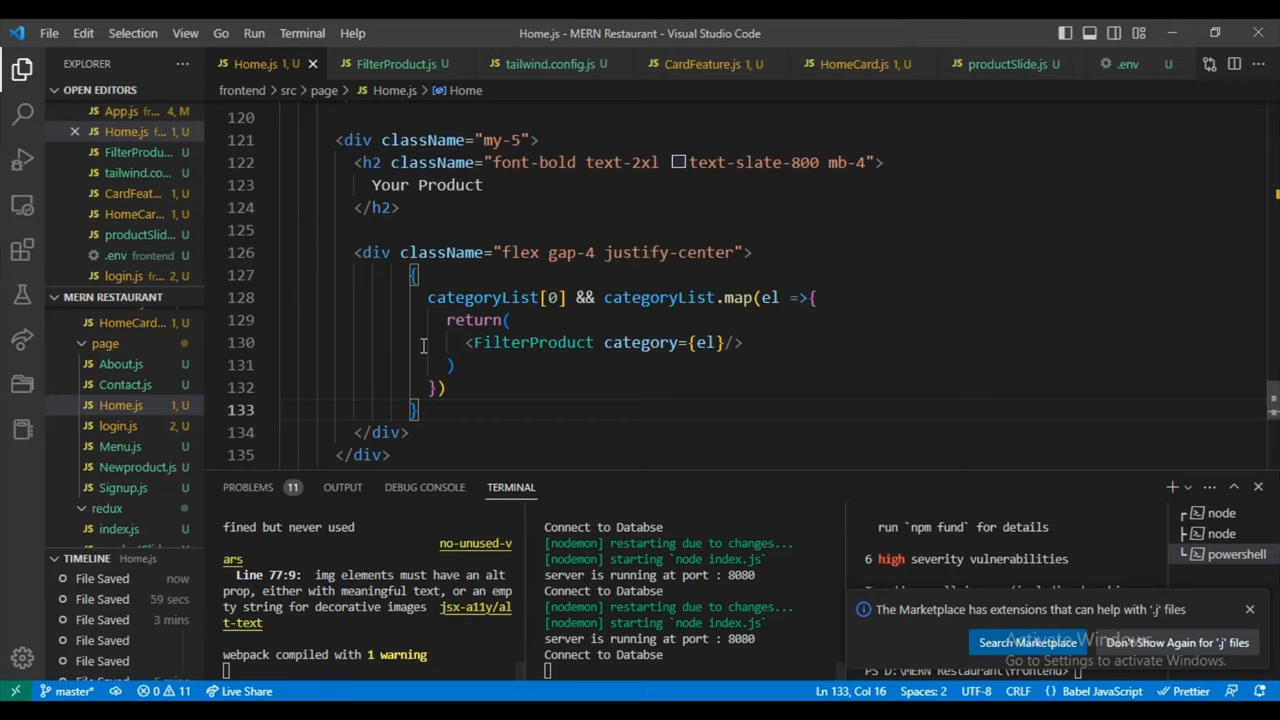 File Edit Selection View Go Run Terminal Help
Home.js - MERN Restaurant - Visual Studio Code
EXPLORER
OPEN EDITORS
JS App.js fr... 4, M
JS Home.js fr... 1, U
JS FilterProdu... U
JS tailwind.co... U
JS CardFeat... 1, U
JS HomeCar... 1, U
JS productSlid... U
.env frontend U
JS login.js fr... 2, U
MERN RESTAURANT
JS HomeCard... 1, U
page
JS About.js U
JS Contact.js U
JS Home.js 1, U
JS login.js 2, U
JS Menu.js U
JS Newproduct.js U
JS Signup.js U
redux
JS index.js U
TIMELINE Home.js
File Saved now
File Saved 59 secs
File Saved 3 mins
File Saved
File Saved
JS Home.js 1, U
JS FilterProduct.js U
JS tailwind.config.js U
JS CardFeature.js 1, U
JS HomeCard.js 1, U
JS productSlide.js U
.env U
frontend > src > page > JS Home.js > Home
120
121 <div className="my-5">
122 <h2 className="font-bold text-2xl text-slate-800 mb-4">
123 Your Product
124 </h2>
125
126 <div className="flex gap-4 justify-center">
127 {
128 categoryList[0] && categoryList.map(el =>{
129 return(
130 <FilterProduct category={el}/>
131 )
132 })
133 }
134 </div>
135 </div>
PROBLEMS 11 OUTPUT DEBUG CONSOLE TERMINAL
fined but never used
no-unused-v
ars
Line 77:9: img elements must have an alt
prop, either with meaningful text, or an emp
ty string for decorative images jsx-a11y/al
t-text
webpack compiled with 1 warning
Connect to Databse
[nodemon] restarting due to changes...
[nodemon] starting `node index.js`
server is running at port : 8080
Connect to Databse
[nodemon] restarting due to changes...
[nodemon] starting `node index.js`
server is running at port : 8080
Connect to Databse
run `npm fund` for details
6 high severity vulnerabilities
node
node
powershell
The Marketplace has extensions that can help with '.j' files
Search Marketplace
Don't Show Again for '.j' files
Activate Windows
Go to Settings to activate Windows.
PS D:\MERN Restaurant\frontend>
master* 0 11 Live Share
Ln 133, Col 16 Spaces: 2 UTF-8 CRLF {} Babel JavaScript Prettier